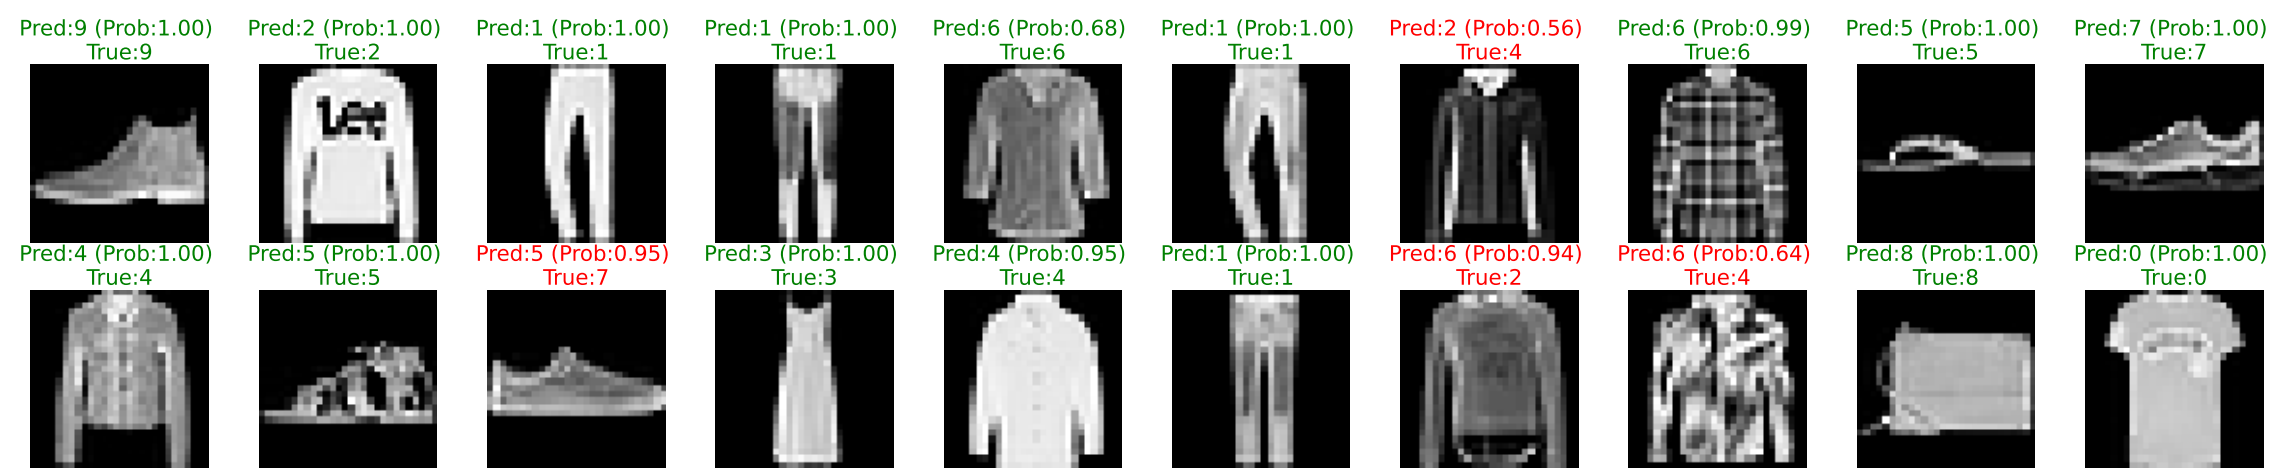 Pred:9 (Prob:1.00) Pred:2 (Prob:1.00) Pred:1 (Prob:1.00) Pred:1 (Prob:1.00) Pred:6 (Prob:0.68) Pred:1 (Prob:1.00) Pred:2 (Prob:0.56) Pred:6 (Prob:0.99) Pred:5 (Prob:1.00) Pred:7 (Prob:1.00)
True:9 True:2 True:1 True:1 True:6 True:1 True:4 True:6 True:5 True:7
Lee
Pred:4 (Prob:1.00) Pred:5 (Prob:1.00) Pred:5 (Prob:0.95) Pred:3 (Prob:1.00) Pred:4 (Prob:0.95) Pred:1 (Prob:1.00) Pred:6 (Prob:0.94) Pred:6 (Prob:0.64) Pred:8 (Prob:1.00) Pred:0 (Prob:1.00)
True:4 True:5 True:7 True:3 True:4 True:1 True:2 True:4 True:8 True:0